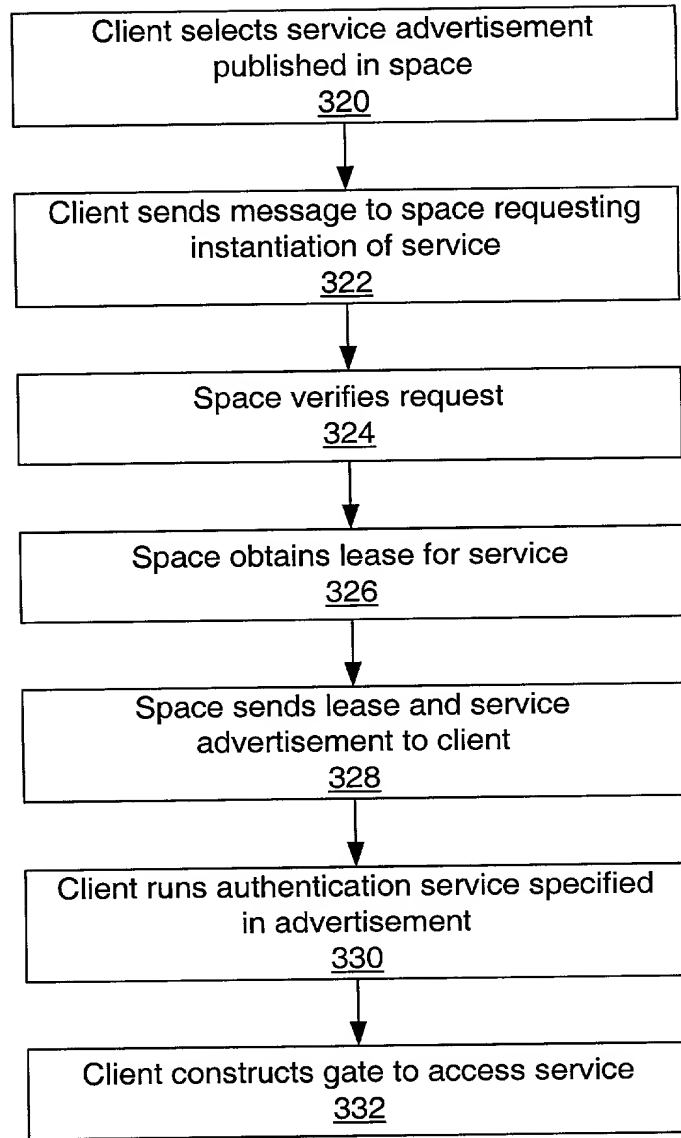 Client selects service advertisement
published in space
320
Client sends message to space requesting
instantiation of service
322
Space verifies request
324
Space obtains lease for service
326
Space sends lease and service
advertisement to client
328
Client runs authentication service specified
in advertisement
330
Client constructs gate to access service
332